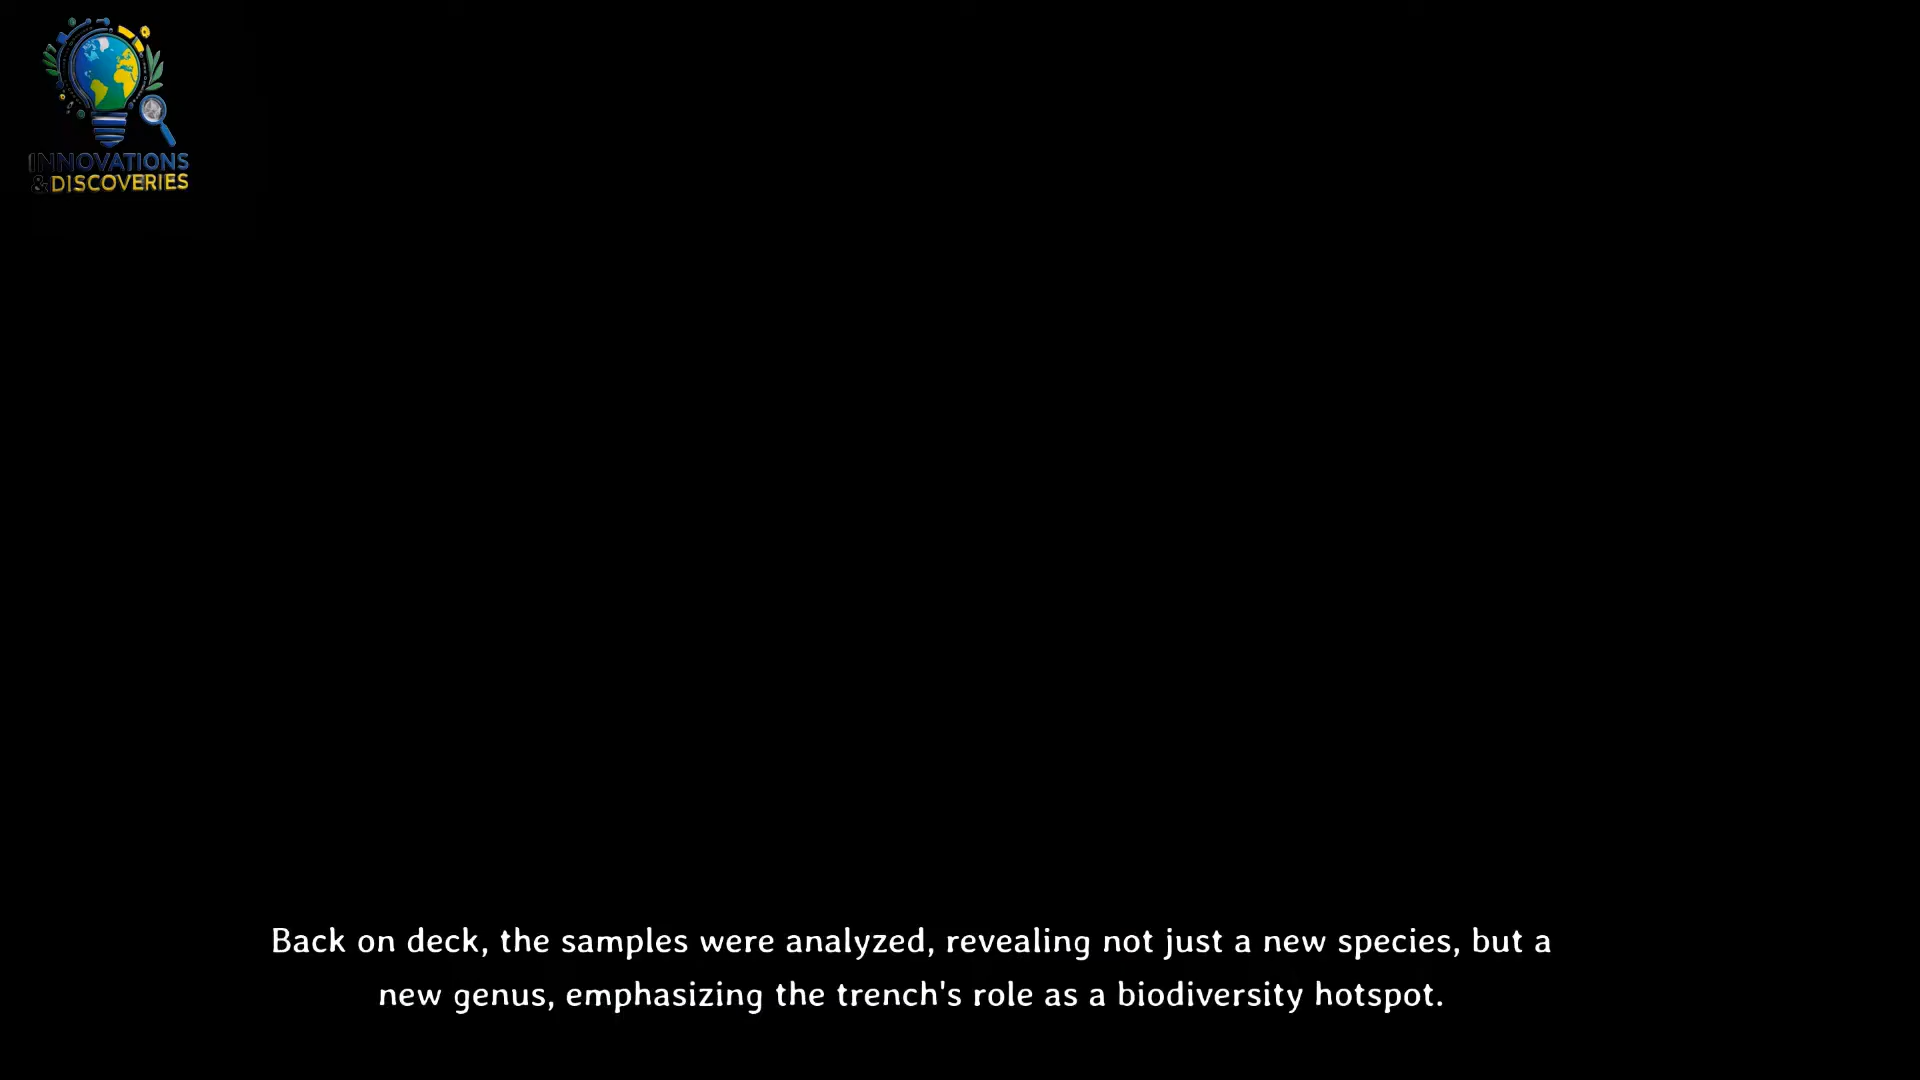 INNOVATIONS
&DISCOVERIES
Back on deck, the samples were analyzed, revealing not just a new species, but a
new genus, emphasizing the trench's role as a biodiversity hotspot.